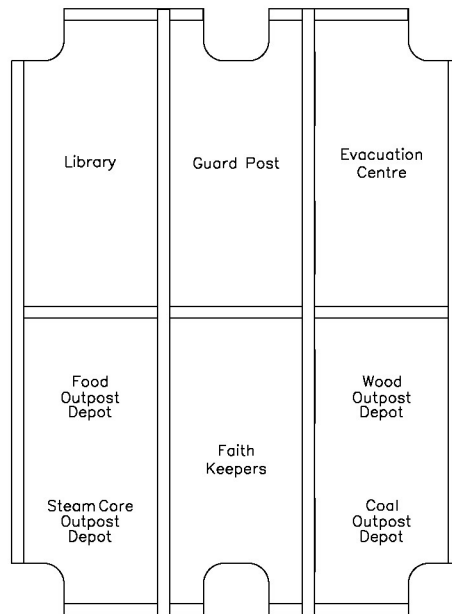 Library
Guard Post
Evacuation
Centre
Food
Outpost
Depot
Wood
Outpost
Depot
Faith
Keepers
Steam Core
Outpost
Depot
Coal
Outpost
Depot